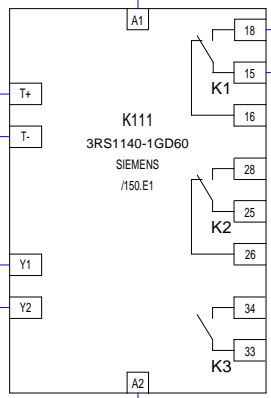 A1
18
15
K1
16
T+
T-
K111
3RS1140-1GD60
SIEMENS
/150.E1
28
25
K2
26
Y1
Y2
34
33
K3
A2